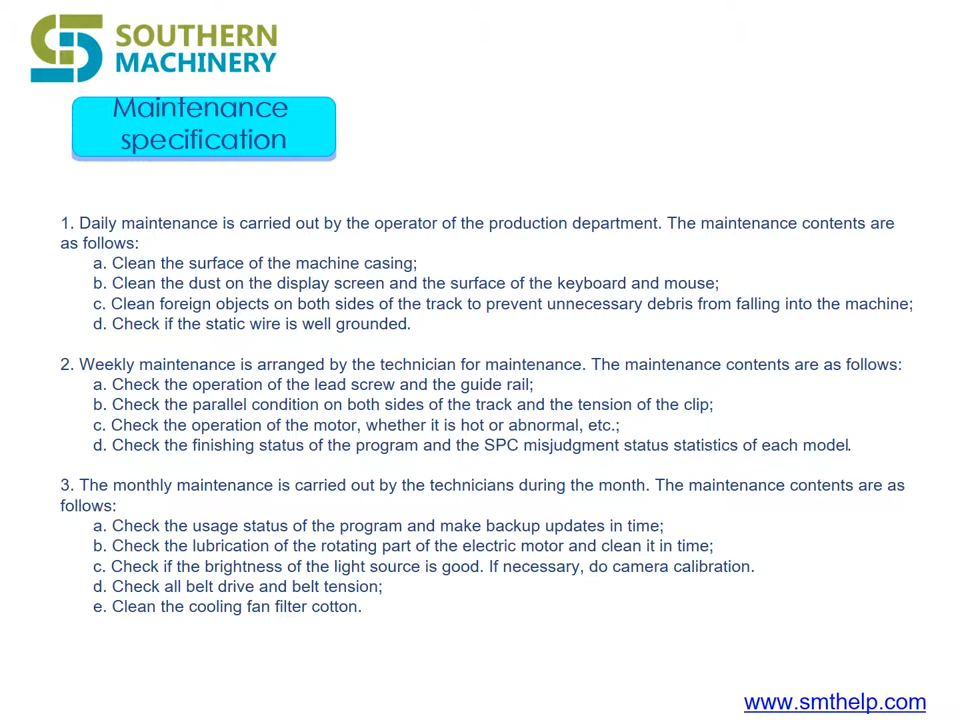 SOUTHERN
MACHINERY
Maintenance
specification
1. Daily maintenance is carried out by the operator of the production department. The maintenance contents are
as follows:
a. Clean the surface of the machine casing;
b. Clean the dust on the display screen and the surface of the keyboard and mouse;
c. Clean foreign objects on both sides of the track to prevent unnecessary debris from falling into the machine;
d. Check if the static wire is well grounded.
2. Weekly maintenance is arranged by the technician for maintenance. The maintenance contents are as follows:
a. Check the operation of the lead screw and the guide rail;
b. Check the parallel condition on both sides of the track and the tension of the clip;
c. Check the operation of the motor, whether it is hot or abnormal, etc.;
d. Check the finishing status of the program and the SPC misjudgment status statistics of each model.
3. The monthly maintenance is carried out by the technicians during the month. The maintenance contents are as
follows:
a. Check the usage status of the program and make backup updates in time;
b. Check the lubrication of the rotating part of the electric motor and clean it in time;
c. Check if the brightness of the light source is good. If necessary, do camera calibration.
d. Check all belt drive and belt tension;
e. Clean the cooling fan filter cotton.
www.smthelp.com